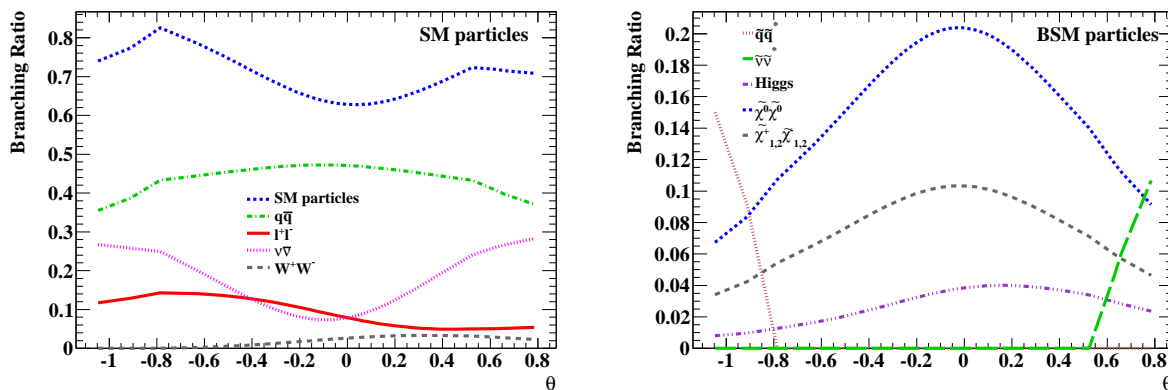 Branching Ratio
SM particles
0.8
0.7
0.6
0.5
0.4
0.3
0.2
0.1
0
SM particles
qq̅
l⁺l⁻
νν̅
W⁺W⁻
-1 -0.8 -0.6 -0.4 -0.2 0 0.2 0.4 0.6 0.8
θ
Branching Ratio
BSM particles
0.2
0.18
0.16
0.14
0.12
0.1
0.08
0.06
0.04
0.02
0
q̃q̃*
ν̃ν̃*
Higgs
χ̃⁰χ̃⁰
χ̃⁺₁,₂χ̃⁻₁,₂
-1 -0.8 -0.6 -0.4 -0.2 0 0.2 0.4 0.6 0.8
θ